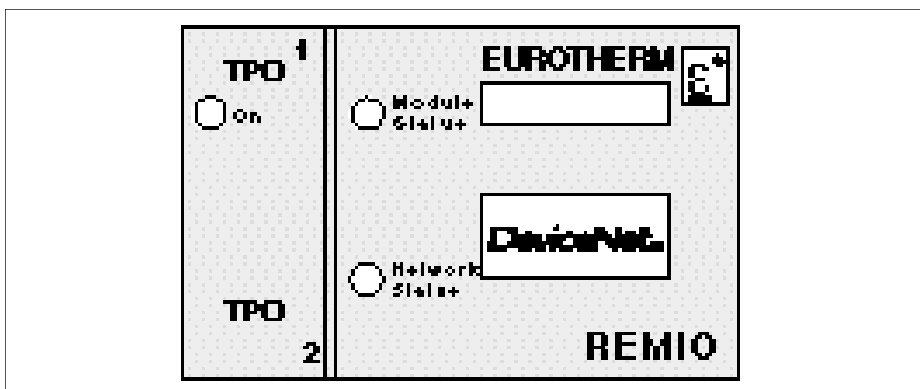 TPO 1
On
TPO
2
EUROTHERM
Module
Status
DeviceNet
Network
Status
REMIO